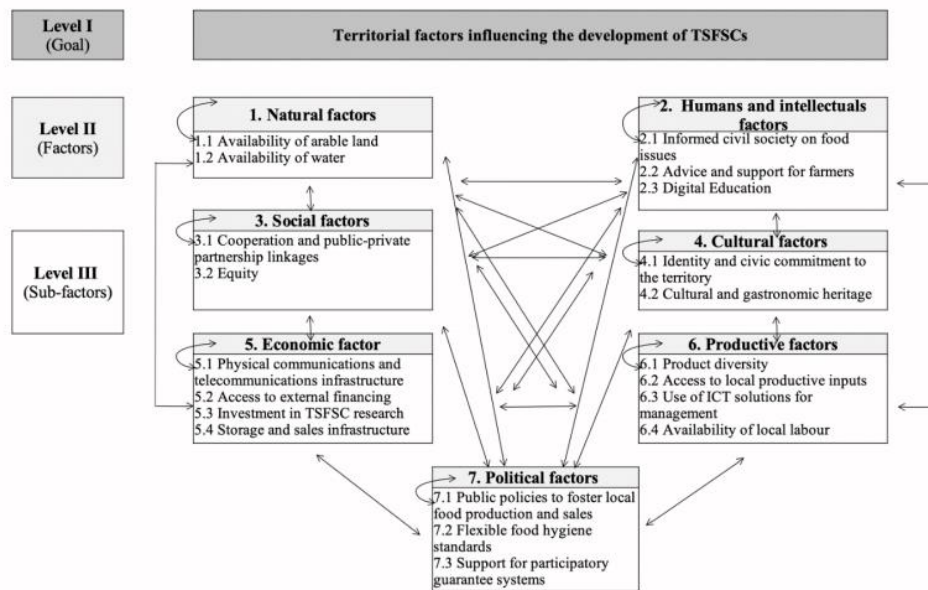 Level I
(Goal)
Territorial factors influencing the development of TSFSCs
Level II
(Factors)
1. Natural factors
1.1 Availability of arable land
1.2 Availability of water
2. Humans and intellectuals
factors
2.1 Informed civil society on food
issues
2.2 Advice and support for farmers
2.3 Digital Education
Level III
(Sub-factors)
3. Social factors
3.1 Cooperation and public-private
partnership linkages
3.2 Equity
4. Cultural factors
4.1 Identity and civic commitment to
the territory
4.2 Cultural and gastronomic heritage
5. Economic factor
5.1 Physical communications and
telecommunications infrastructure
5.2 Access to external financing
5.3 Investment in TSFSC research
5.4 Storage and sales infrastructure
6. Productive factors
6.1 Product diversity
6.2 Access to local productive inputs
6.3 Use of ICT solutions for
management
6.4 Availability of local labour
7. Political factors
7.1 Public policies to foster local
food production and sales
7.2 Flexible food hygiene
standards
7.3 Support for participatory
guarantee systems